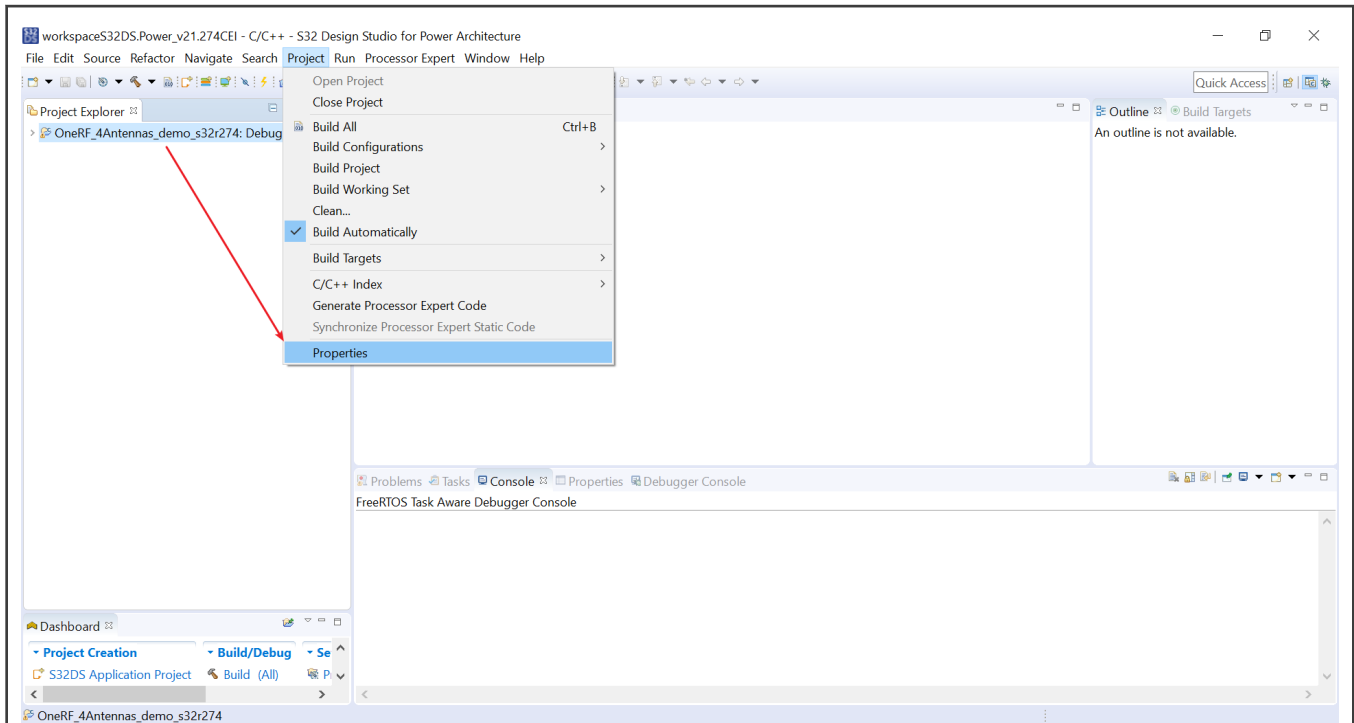 workspaceS32DS.Power_v21.274CEI - C/C++ - S32 Design Studio for Power Architecture
File Edit Source Refactor Navigate Search Project Run Processor Expert Window Help
Quick Access
Project Explorer
OneRF_4Antennas_demo_s32r274: Debug
Open Project
Close Project
Build All Ctrl+B
Build Configurations
Build Project
Build Working Set
Clean...
Build Automatically
Build Targets
C/C++ Index
Generate Processor Expert Code
Synchronize Processor Expert Static Code
Properties
Outline Build Targets
An outline is not available.
Problems Tasks Console Properties Debugger Console
FreeRTOS Task Aware Debugger Console
Dashboard
Project Creation Build/Debug Se
S32DS Application Project Build (All) P
OneRF_4Antennas_demo_s32r274